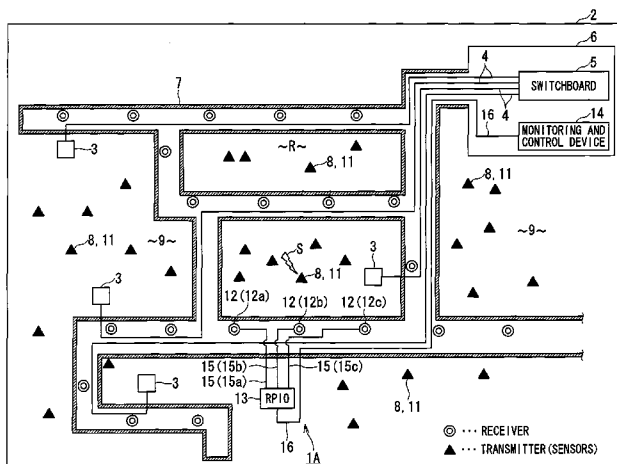 2
6
5
7
4
SWITCHBOARD
4
14
16
MONITORING AND CONTROL DEVICE
~R~
3
8, 11
8, 11
8, 11
~9~
S
3
~9~
8, 11
3
12 (12a)
12 (12b)
12 (12c)
15 (15b)
15 (15c)
15 (15a)
3
13
RPIO
8, 11
16
1A
◎ ··· RECEIVER
▲ ··· TRANSMITTER (SENSORS)